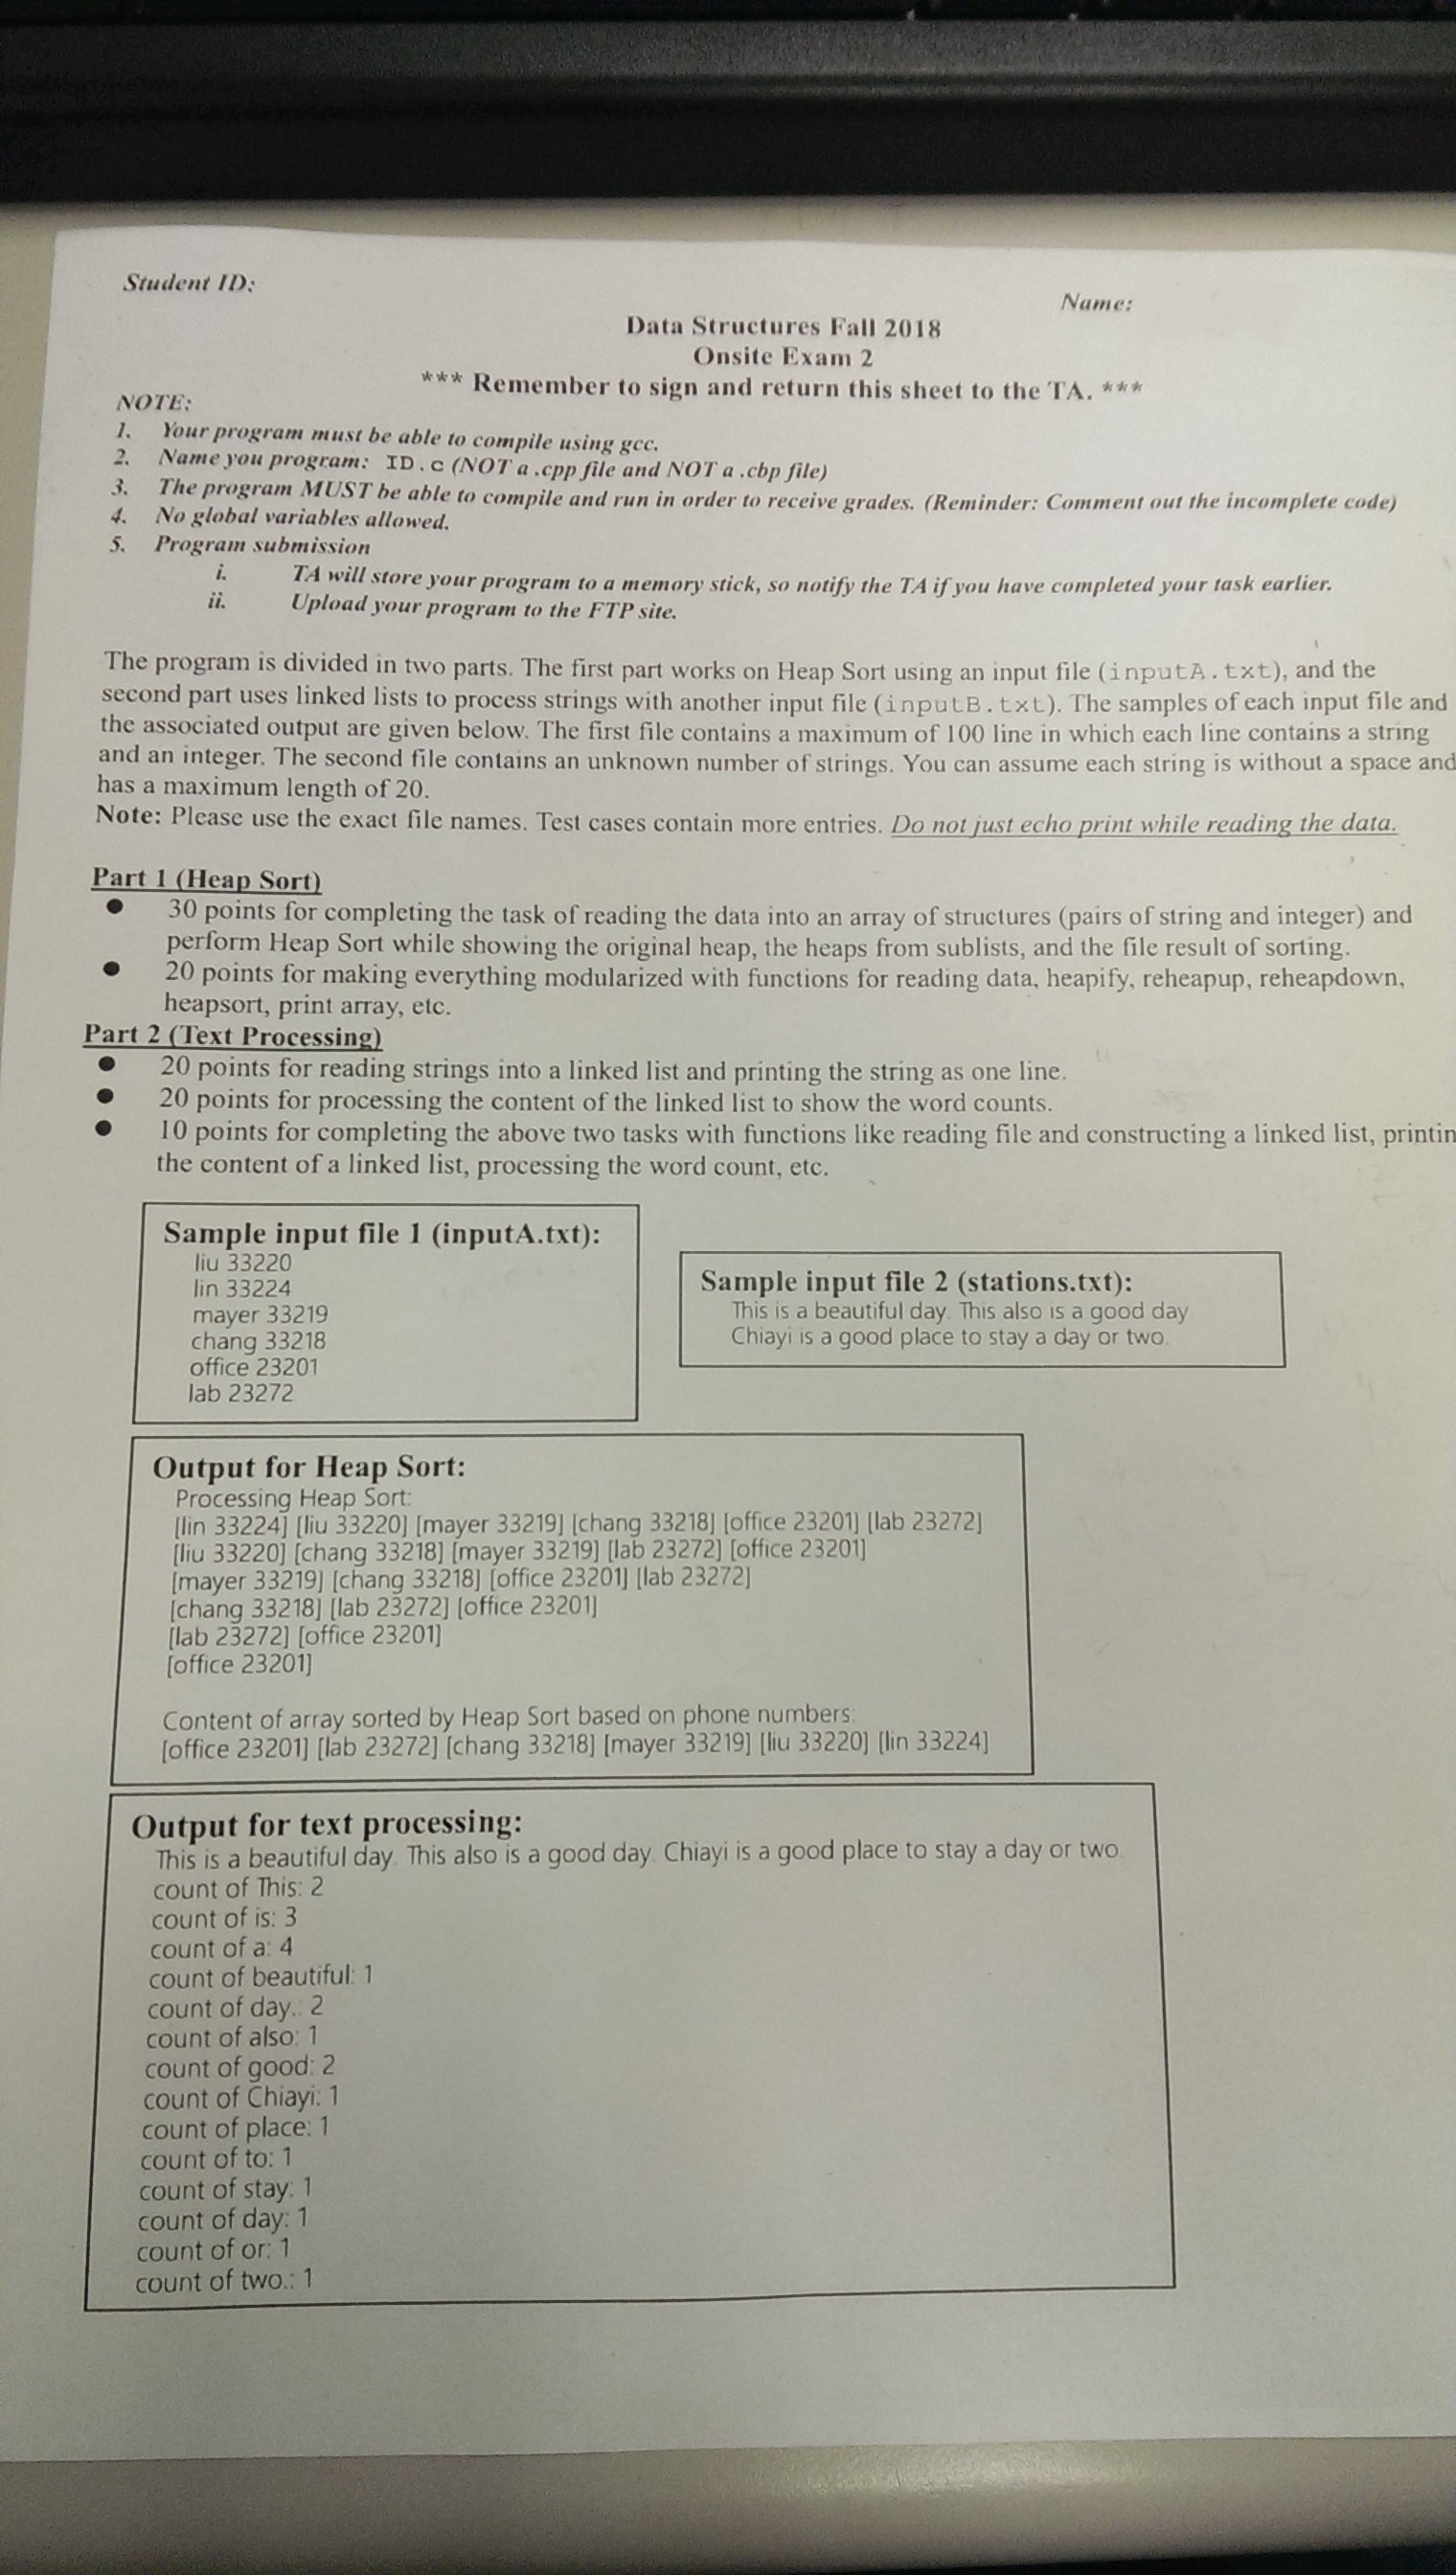 Student ID:
Name:
Data Structures Fall 2018
Onsite Exam 2
*** Remember to sign and return this sheet to the TA. ***
NOTE:
1. Your program must be able to compile using gcc.
2. Name you program: ID.c (NOT a .cpp file and NOT a .cbp file)
3. The program MUST be able to compile and run in order to receive grades. (Reminder: Comment out the incomplete code)
4. No global variables allowed.
5. Program submission
i. TA will store your program to a memory stick, so notify the TA if you have completed your task earlier.
ii. Upload your program to the FTP site.
The program is divided in two parts. The first part works on Heap Sort using an input file (inputA.txt), and the
second part uses linked lists to process strings with another input file (inputB.txt). The samples of each input file and
the associated output are given below. The first file contains a maximum of 100 line in which each line contains a string
and an integer. The second file contains an unknown number of strings. You can assume each string is without a space and
has a maximum length of 20.
Note: Please use the exact file names. Test cases contain more entries. Do not just echo print while reading the data.
Part 1 (Heap Sort)
● 30 points for completing the task of reading the data into an array of structures (pairs of string and integer) and
perform Heap Sort while showing the original heap, the heaps from sublists, and the file result of sorting.
● 20 points for making everything modularized with functions for reading data, heapify, reheapup, reheapdown,
heapsort, print array, etc.
Part 2 (Text Processing)
● 20 points for reading strings into a linked list and printing the string as one line.
● 20 points for processing the content of the linked list to show the word counts.
● 10 points for completing the above two tasks with functions like reading file and constructing a linked list, printin
the content of a linked list, processing the word count, etc.
Sample input file 1 (inputA.txt):
liu 33220
lin 33224
mayer 33219
chang 33218
office 23201
lab 23272
Sample input file 2 (stations.txt):
This is a beautiful day. This also is a good day
Chiayi is a good place to stay a day or two.
Output for Heap Sort:
Processing Heap Sort:
[lin 33224] [liu 33220] [mayer 33219] [chang 33218] [office 23201] [lab 23272]
[liu 33220] [chang 33218] [mayer 33219] [lab 23272] [office 23201]
[mayer 33219] [chang 33218] [office 23201] [lab 23272]
[chang 33218] [lab 23272] [office 23201]
[lab 23272] [office 23201]
[office 23201]
Content of array sorted by Heap Sort based on phone numbers:
[office 23201] [lab 23272] [chang 33218] [mayer 33219] [liu 33220] [lin 33224]
Output for text processing:
This is a beautiful day. This also is a good day. Chiayi is a good place to stay a day or two.
count of This: 2
count of is: 3
count of a: 4
count of beautiful: 1
count of day.: 2
count of also: 1
count of good: 2
count of Chiayi: 1
count of place: 1
count of to: 1
count of stay: 1
count of day: 1
count of or: 1
count of two.: 1